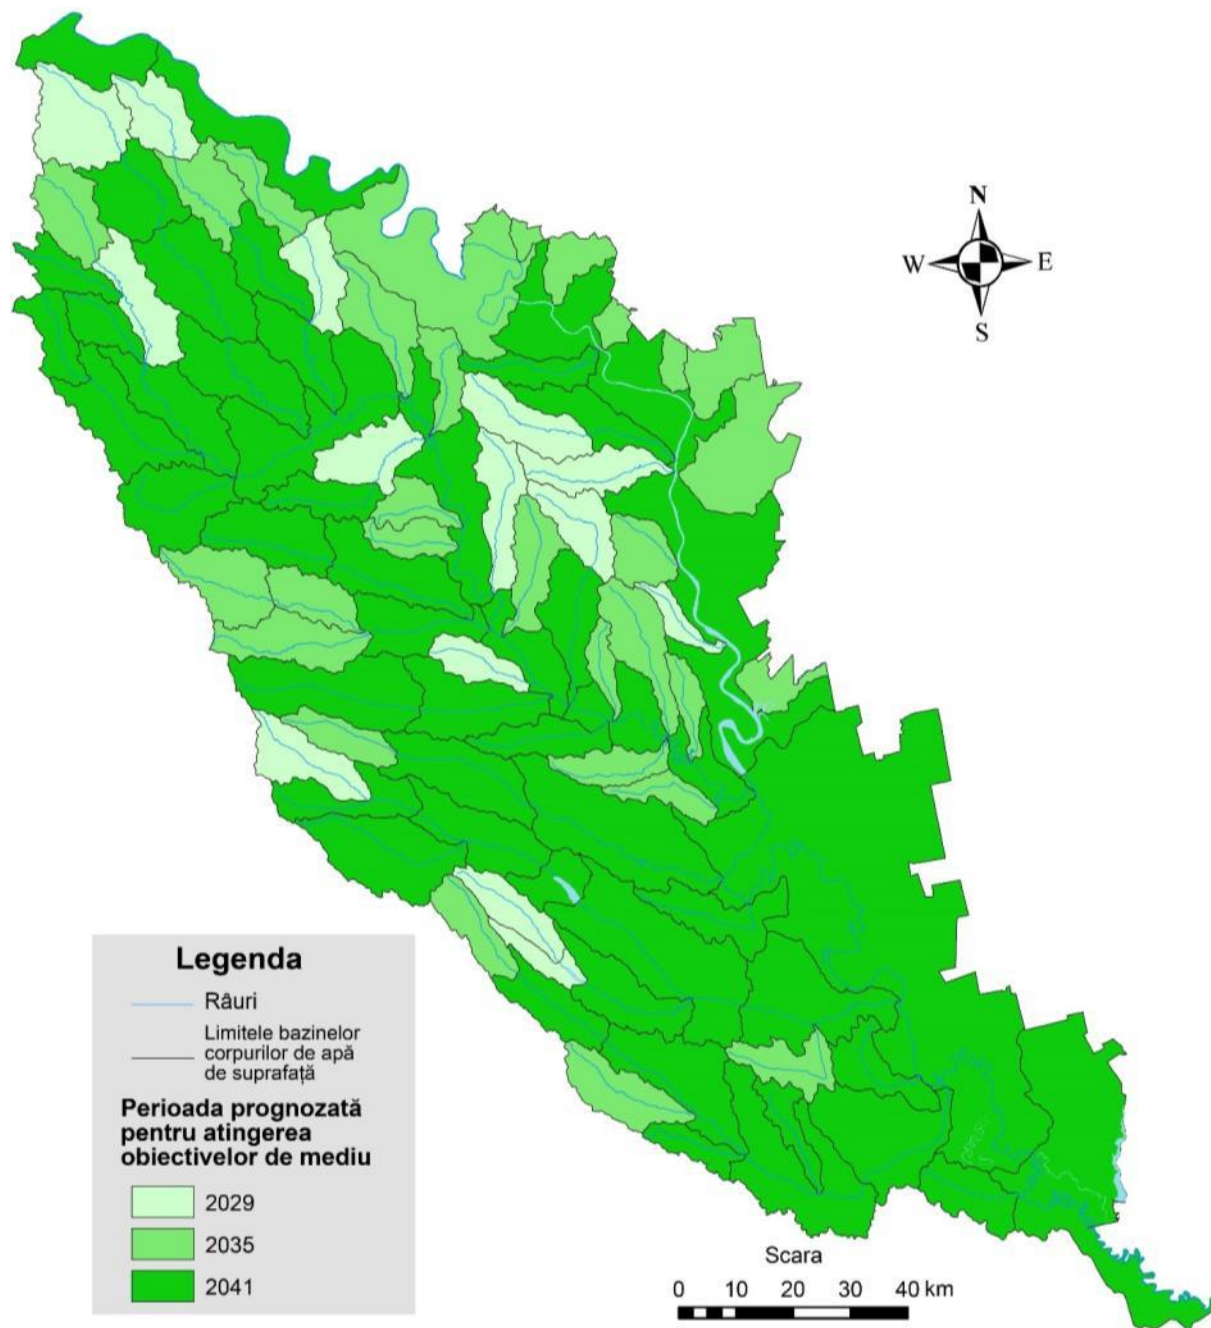 N
W E
S
Legenda
Râuri
Limitele bazinelor
corpurilor de apă
de suprafață
Perioada prognozată
pentru atingerea
obiectivelor de mediu
2029
2035
2041
Scara
0 10 20 30 40 km